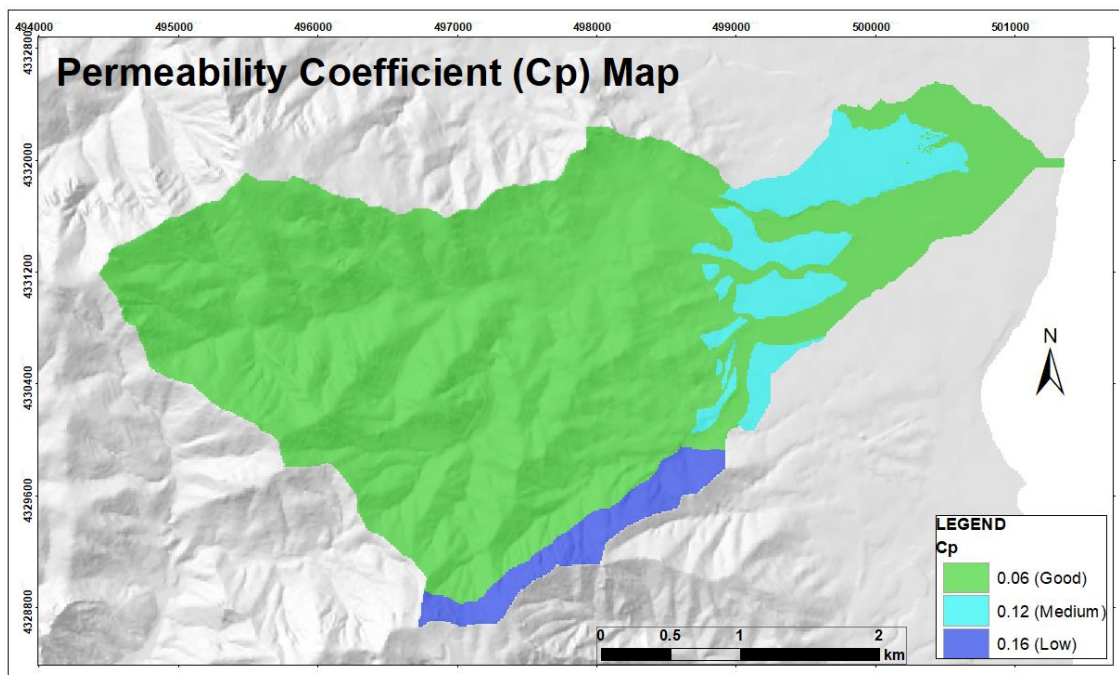 494000 495000 496000 497000 498000 499000 500000 501000
4332800
Permeability Coefficient (Cp) Map
4332000
4331200
N
4330400
4329600
LEGEND
Cp
0.06 (Good)
0.12 (Medium)
0.16 (Low)
4328800
0 0.5 1 2
km